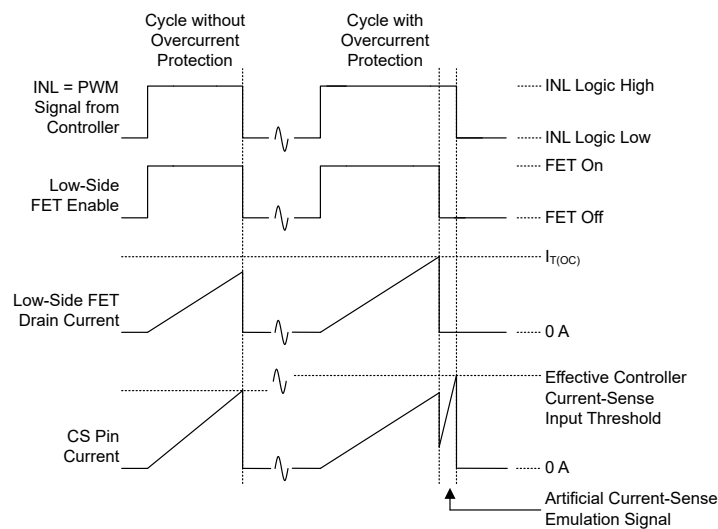 Cycle without
Overcurrent
Protection
Cycle with
Overcurrent
Protection
INL = PWM
Signal from
Controller
INL Logic High
INL Logic Low
Low-Side
FET Enable
FET On
FET Off
Low-Side FET
Drain Current
I_T(OC)
0 A
CS Pin
Current
Effective Controller
Current-Sense
Input Threshold
0 A
Artificial Current-Sense
Emulation Signal